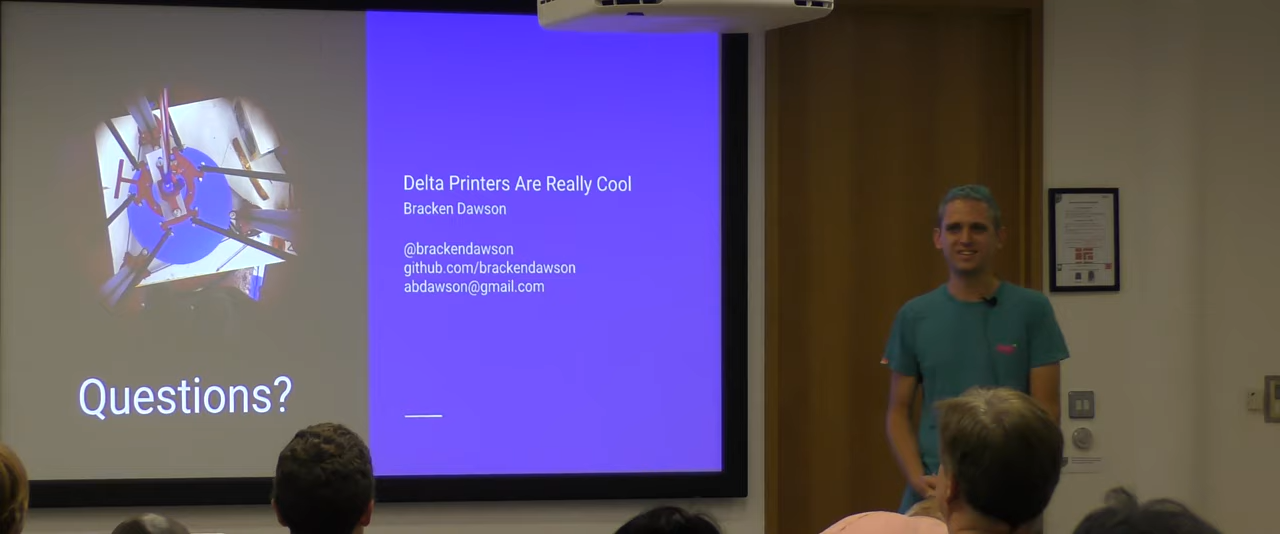 Delta Printers Are Really Cool
Bracken Dawson
@brackendawson
github.com/brackendawson
abdawson@gmail.com
Questions?